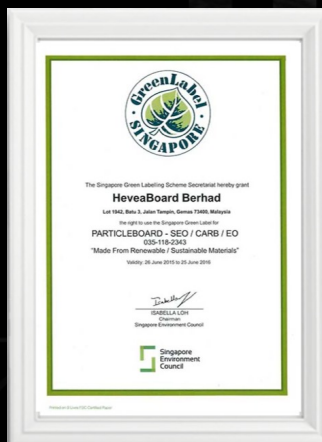 GreenLabel
SINGAPORE
The Singapore Green Labeling Scheme Secretariat hereby grant
HeveaBoard Berhad
Lot 1942, Batu 3, Jalan Tampin, Gemas 73400, Malaysia
the right to use the Singapore Green Label for
PARTICLEBOARD - SEO / CARB / EO
035-118-2343
"Made From Renewable / Sustainable Materials"
Validity: 26 June 2015 to 25 June 2016
ISABELLA LOH
Chairman
Singapore Environment Council
Singapore
Environment
Council